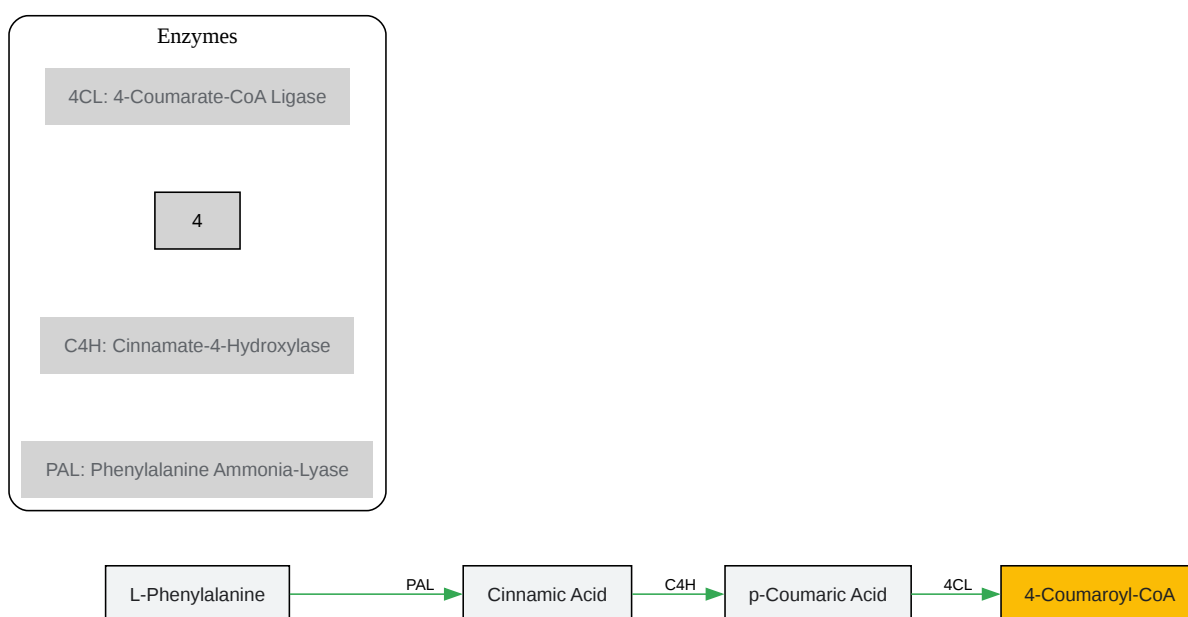 Enzymes
4CL: 4-Coumarate-CoA Ligase
4
C4H: Cinnamate-4-Hydroxylase
PAL: Phenylalanine Ammonia-Lyase
L-Phenylalanine PAL Cinnamic Acid C4H p-Coumaric Acid 4CL 4-Coumaroyl-CoA